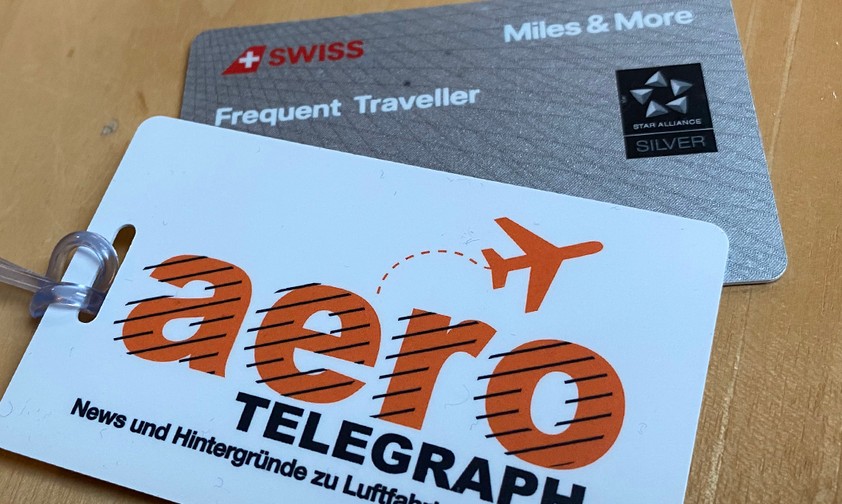 SWISS
Miles & More
Frequent Traveller
STAR ALLIANCE
SILVER
aero
TELEGRAPH
News und Hintergründe zu